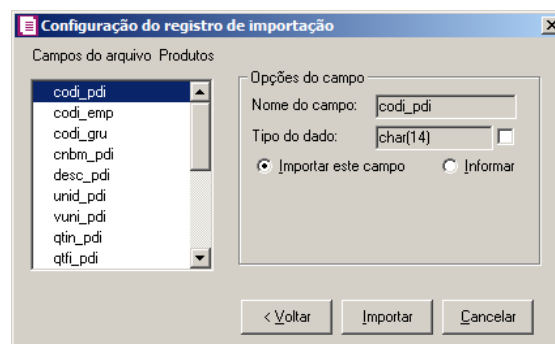 Configuração do registro de importação
Campos do arquivo Produtos
codi_pdi
codi_emp
codi_gru
cnbm_pdi
desc_pdi
unid_pdi
vuni_pdi
qtin_pdi
qtfi_pdi
Opções do campo
Nome do campo: codi_pdi
Tipo do dado: char(14)
Importar este campo Informar
< Voltar Importar Cancelar